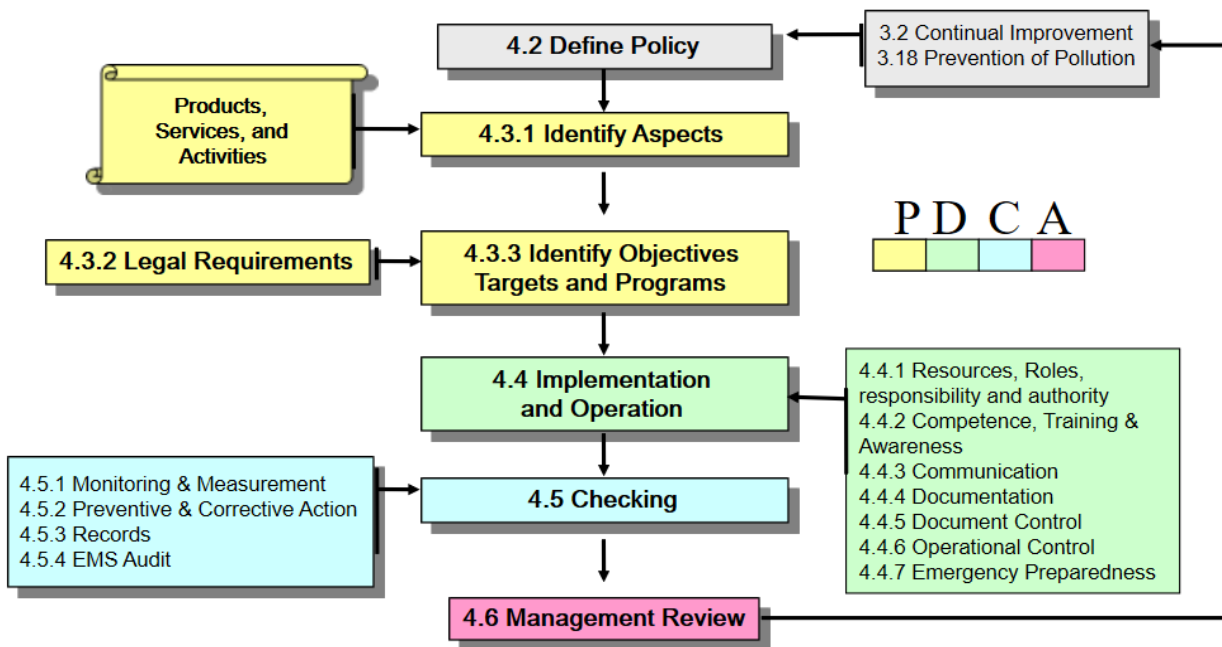 4.2 Define Policy
3.2 Continual Improvement
3.18 Prevention of Pollution
Products,
Services, and
Activities
4.3.1 Identify Aspects
P D C A
4.3.2 Legal Requirements
4.3.3 Identify Objectives
Targets and Programs
4.4 Implementation
and Operation
4.4.1 Resources, Roles,
responsibility and authority
4.4.2 Competence, Training &
Awareness
4.4.3 Communication
4.4.4 Documentation
4.4.5 Document Control
4.4.6 Operational Control
4.4.7 Emergency Preparedness
4.5.1 Monitoring & Measurement
4.5.2 Preventive & Corrective Action
4.5.3 Records
4.5.4 EMS Audit
4.5 Checking
4.6 Management Review